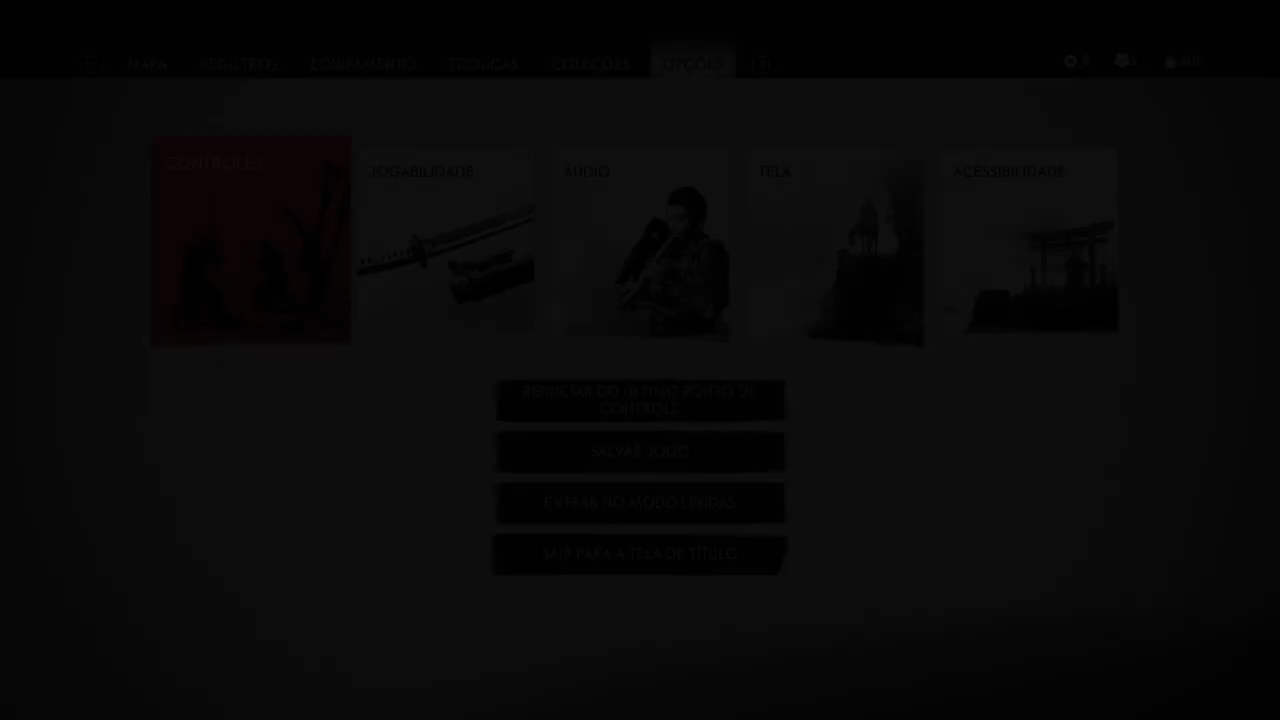 MAPA REGISTROS EQUIPAMENTO TÉCNICAS COLEÇÕES OPÇÕES
CONTROLES
JOGABILIDADE
ÁUDIO
TELA
ACESSIBILIDADE
REINICIAR DO ÚLTIMO PONTO DE
CONTROLE
SALVAR JOGO
ENTRAR NO MODO LENDAS
SAIR PARA A TELA DE TÍTULO